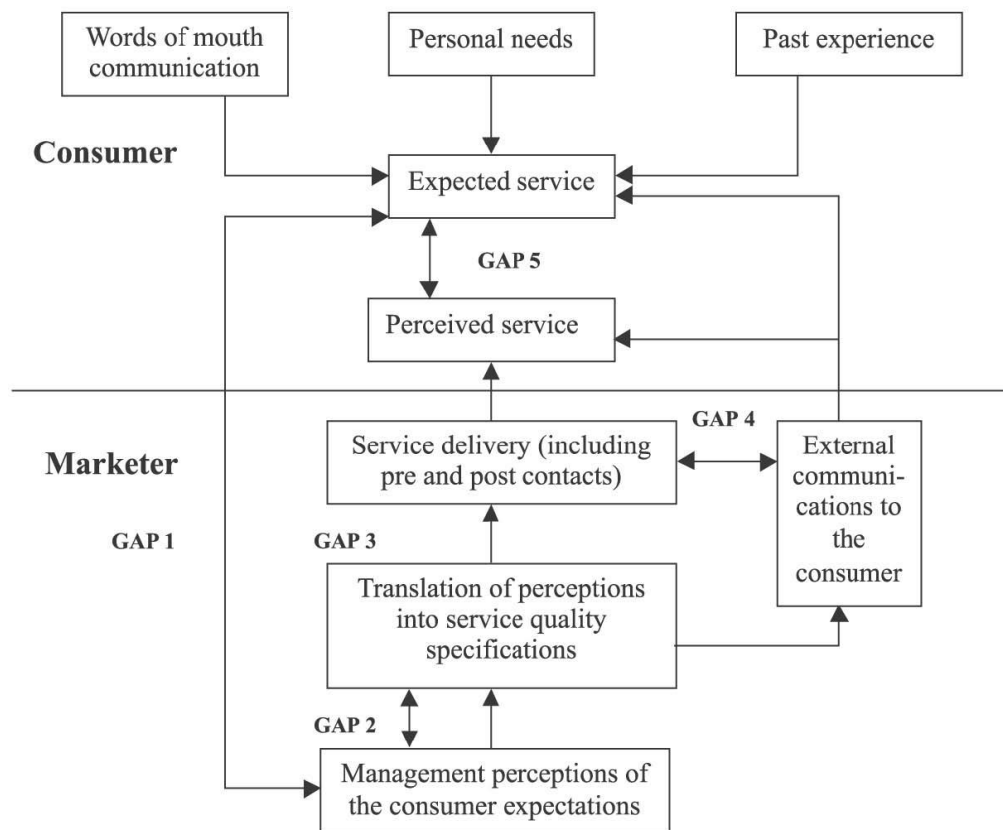 Words of mouth
communication
Personal needs
Past experience
Consumer
Expected service
GAP 5
Perceived service
Marketer
Service delivery (including
pre and post contacts)
GAP 4
External
communi-
cations to
the
consumer
GAP 1
GAP 3
Translation of perceptions
into service quality
specifications
GAP 2
Management perceptions of
the consumer expectations